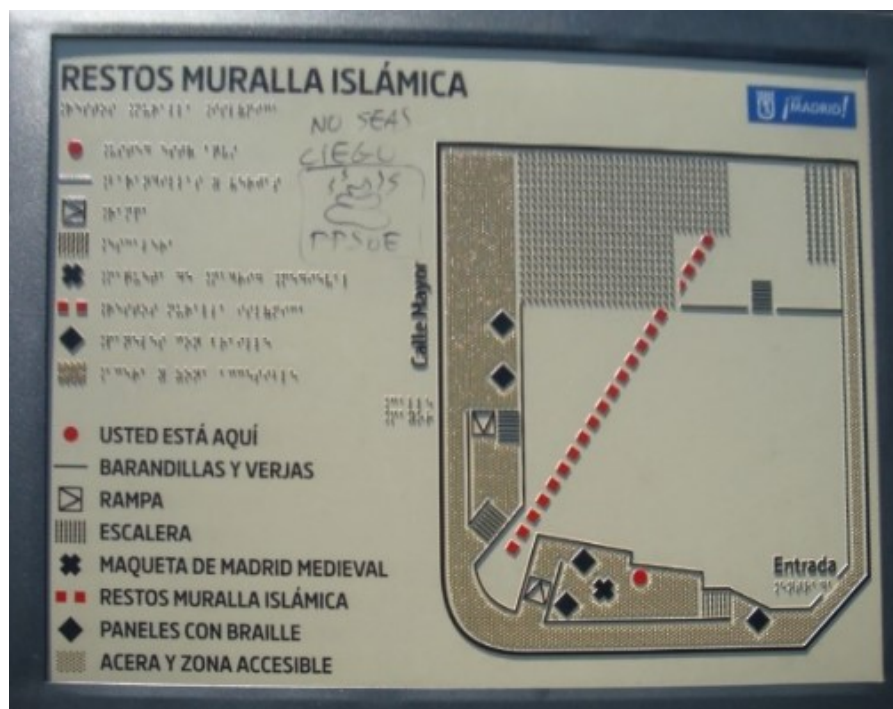 RESTOS MURALLA ISLÁMICA
¡MADRID!
NO SEAS
CIEGO
PPSOE
Calle Mayor
USTED ESTÁ AQUÍ
BARANDILLAS Y VERJAS
RAMPA
ESCALERA
MAQUETA DE MADRID MEDIEVAL
RESTOS MURALLA ISLÁMICA
PANELES CON BRAILLE
ACERA Y ZONA ACCESIBLE
Entrada